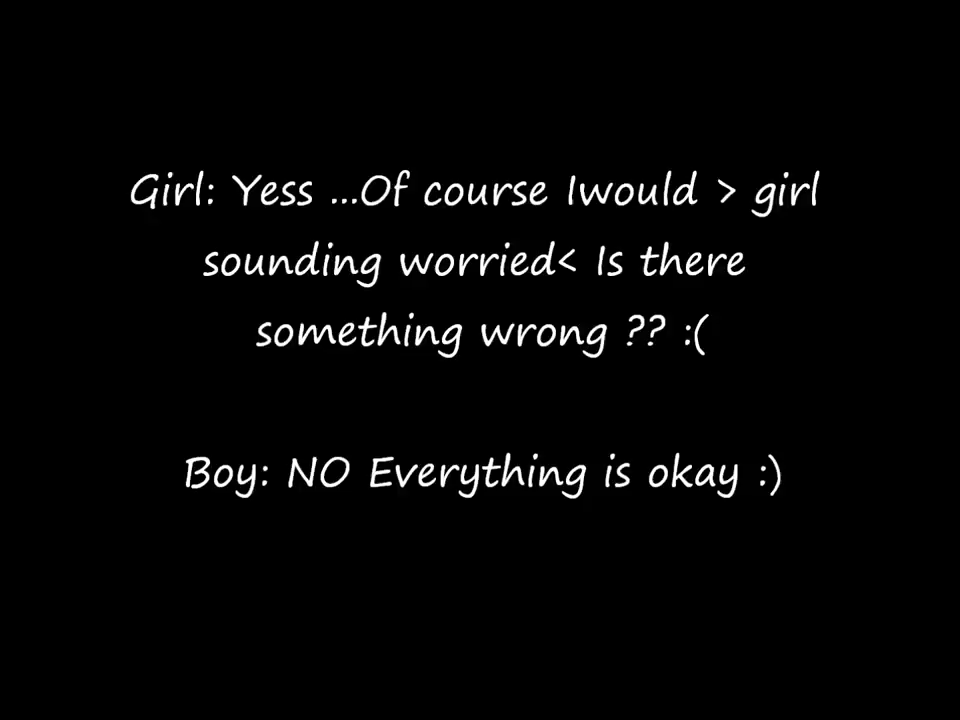 Girl: Yess ...Of course Iwould > girl
sounding worried< Is there
something wrong ?? :(
Boy: NO Everything is okay :)